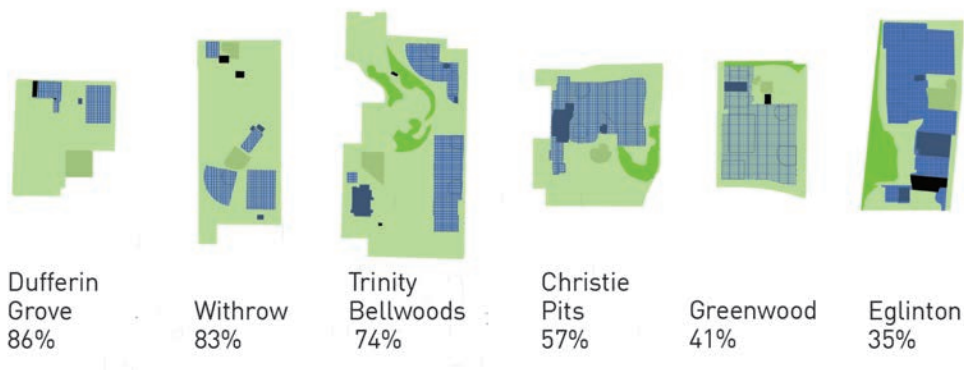 Dufferin
Grove
86%
Withrow
83%
Trinity
Bellwoods
74%
Christie
Pits
57%
Greenwood
41%
Eglinton
35%